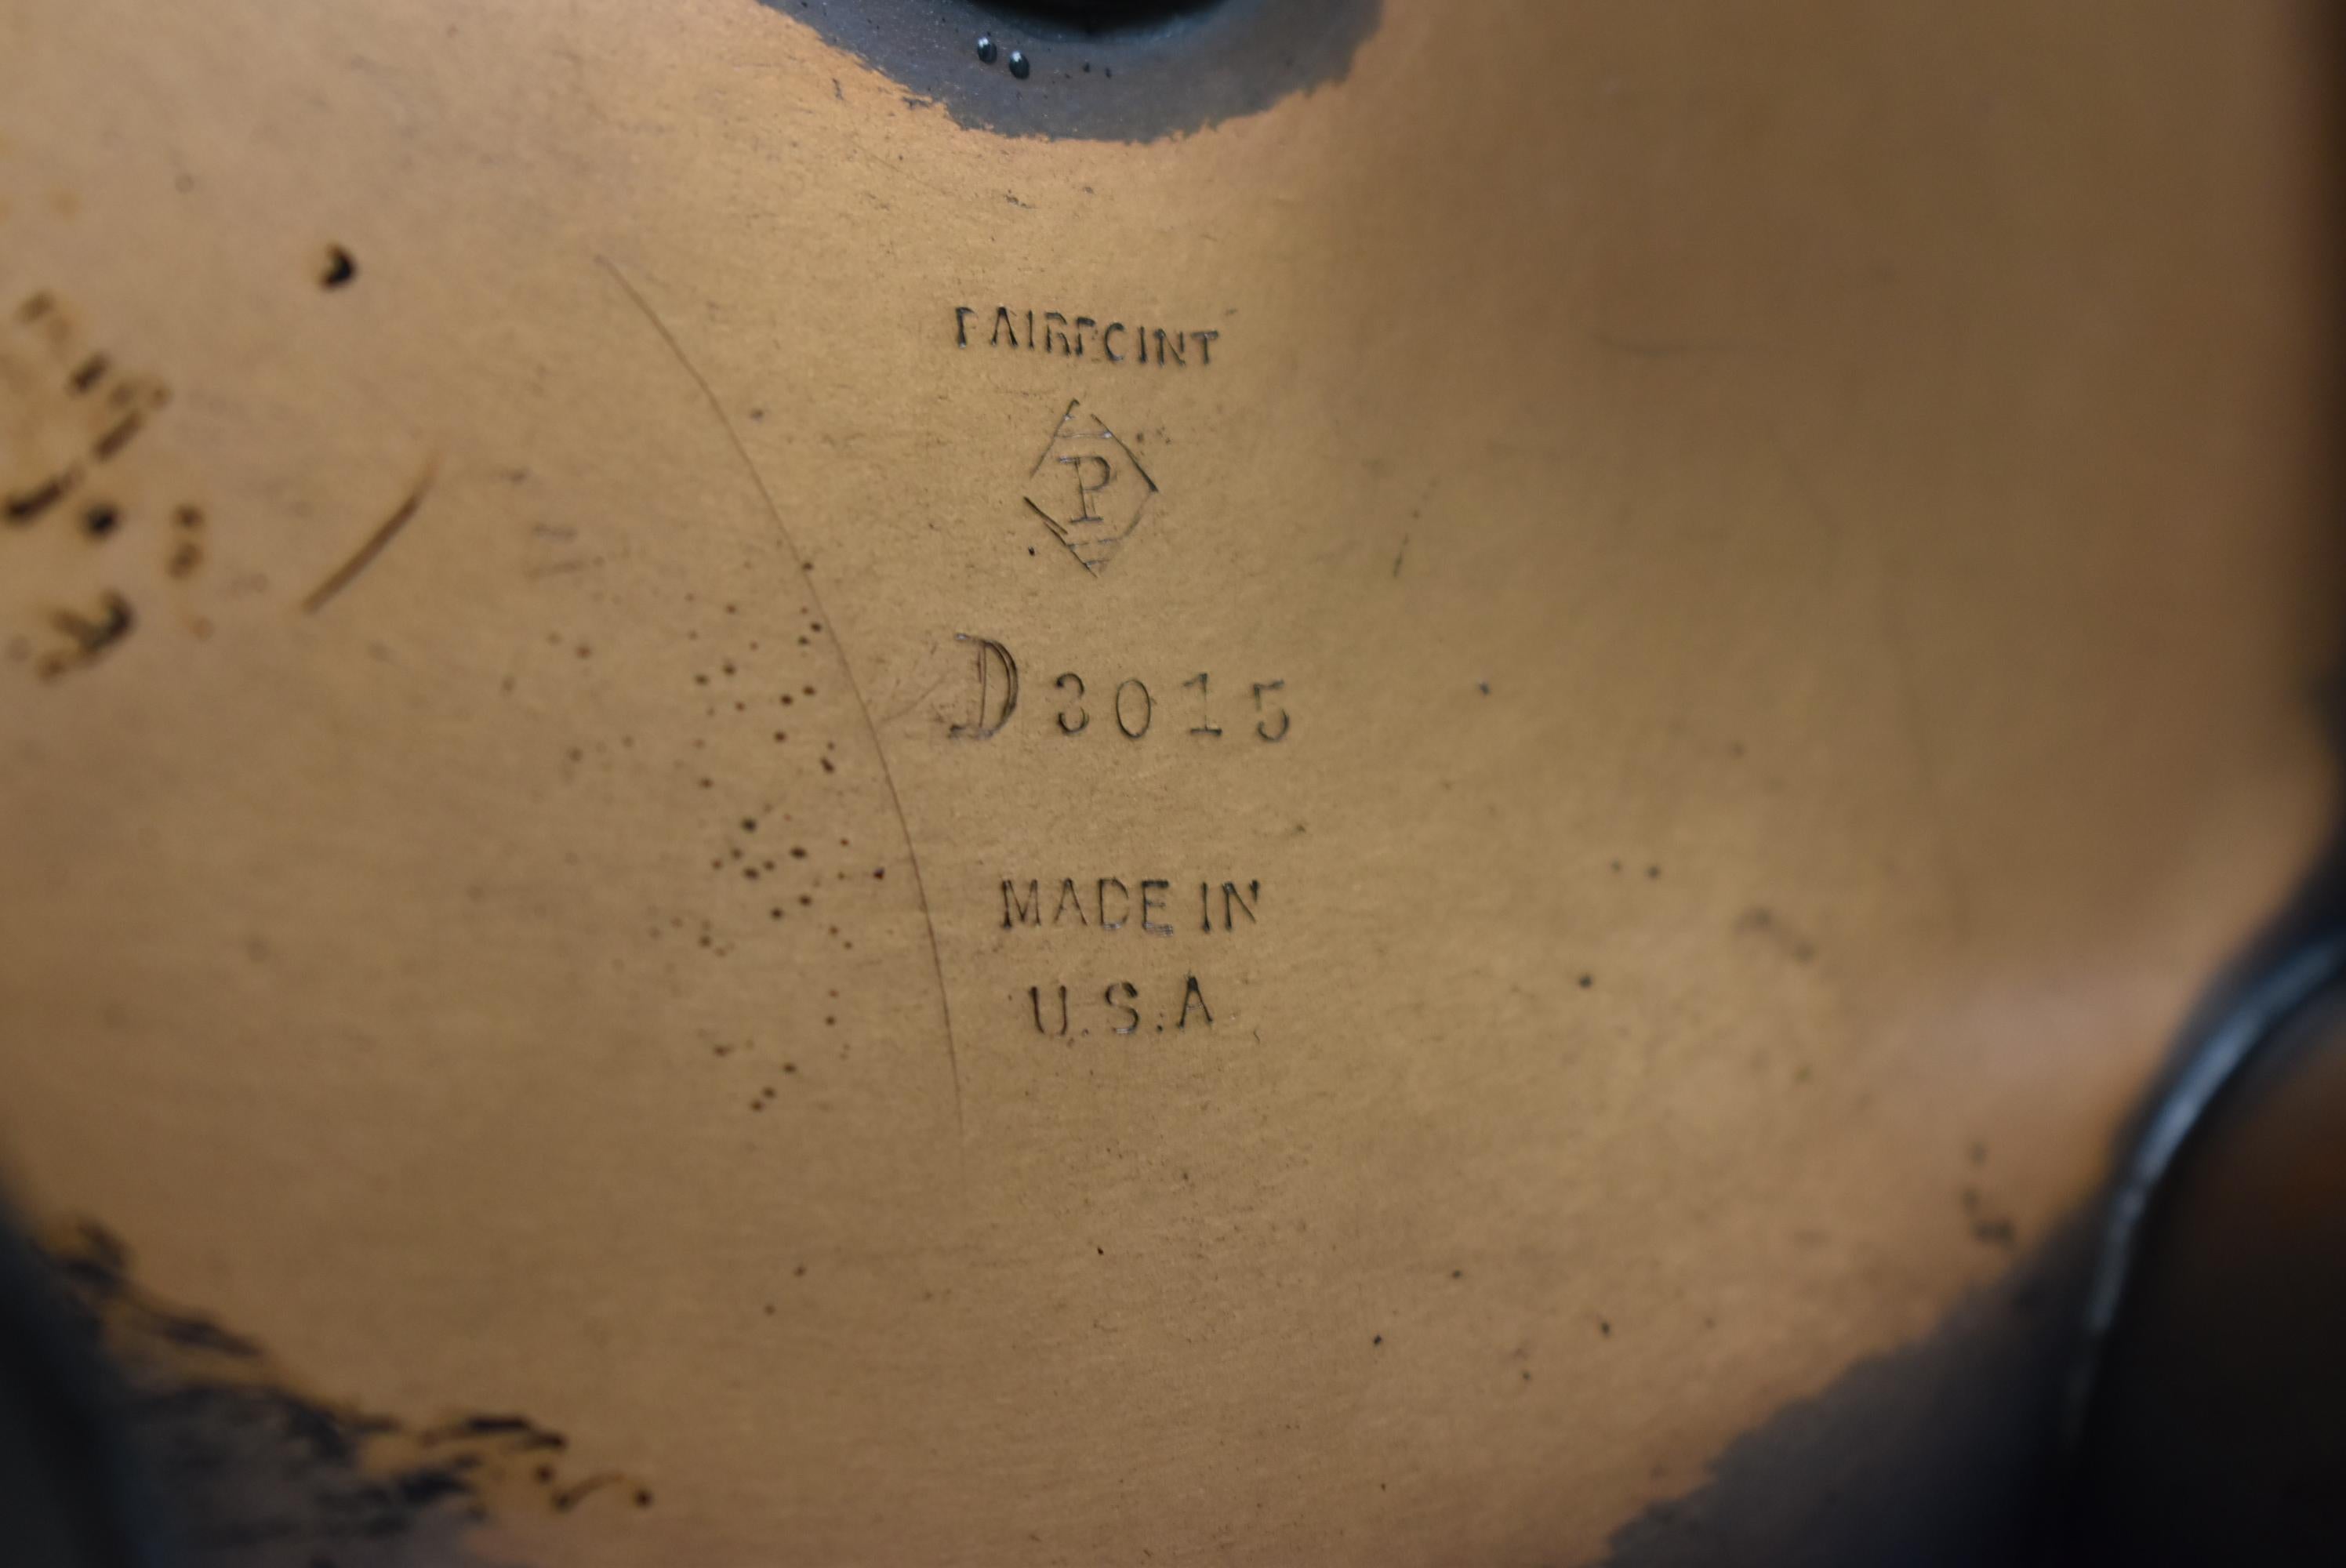 PAIRPOINT
P
D3015
MADE IN
U.S.A